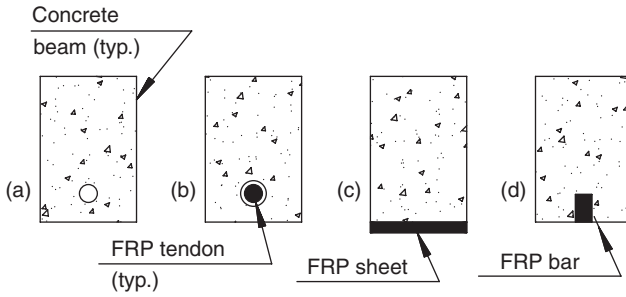 Concrete
beam (typ.)
(a)
(b)
(c)
(d)
FRP tendon
(typ.)
FRP sheet
FRP bar